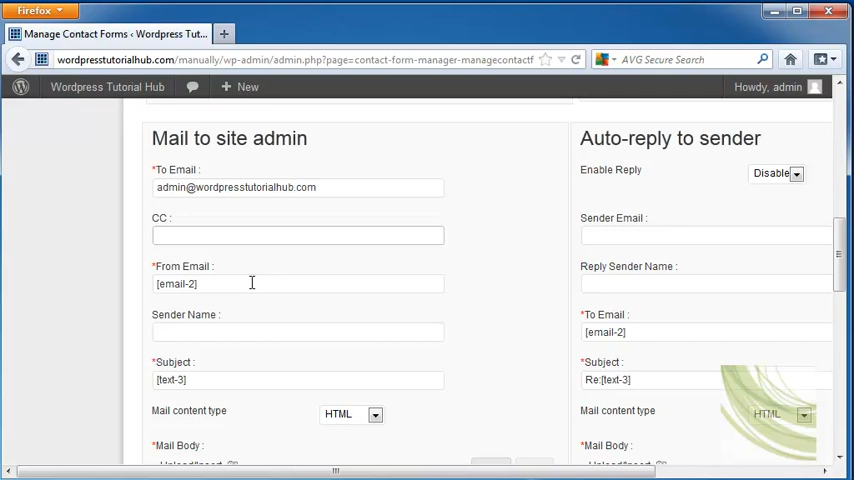 Firefox
Manage Contact Forms ‹ Wordpress Tut...
wordpresstutorialhub.com/manually/wp-admin/admin.php?page=contact-form-manager-managecontactf
AVG Secure Search
Wordpress Tutorial Hub
New
Howdy, admin
Mail to site admin
*To Email :
admin@wordpresstutorialhub.com
CC :
*From Email :
[email-2]
Sender Name :
*Subject :
[text-3]
Mail content type
HTML
*Mail Body :
Auto-reply to sender
Enable Reply
Disable
Sender Email :
Reply Sender Name :
*To Email :
[email-2]
*Subject :
Re:[text-3]
Mail content type
HTML
*Mail Body :